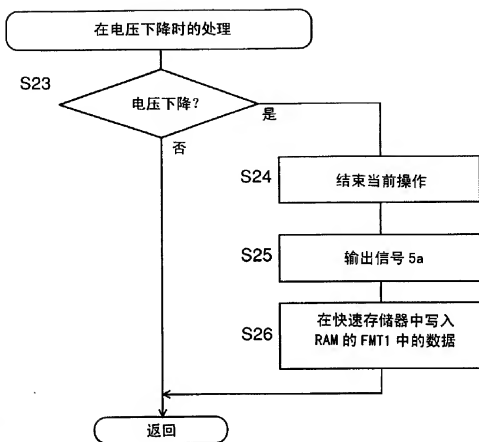 在电压下降时的处理
S23
电压下降?
是
否
S24
结束当前操作
S25
输出信号 5a
S26
在快速存储器中写入
RAM 的 FMT1 中的数据
返回